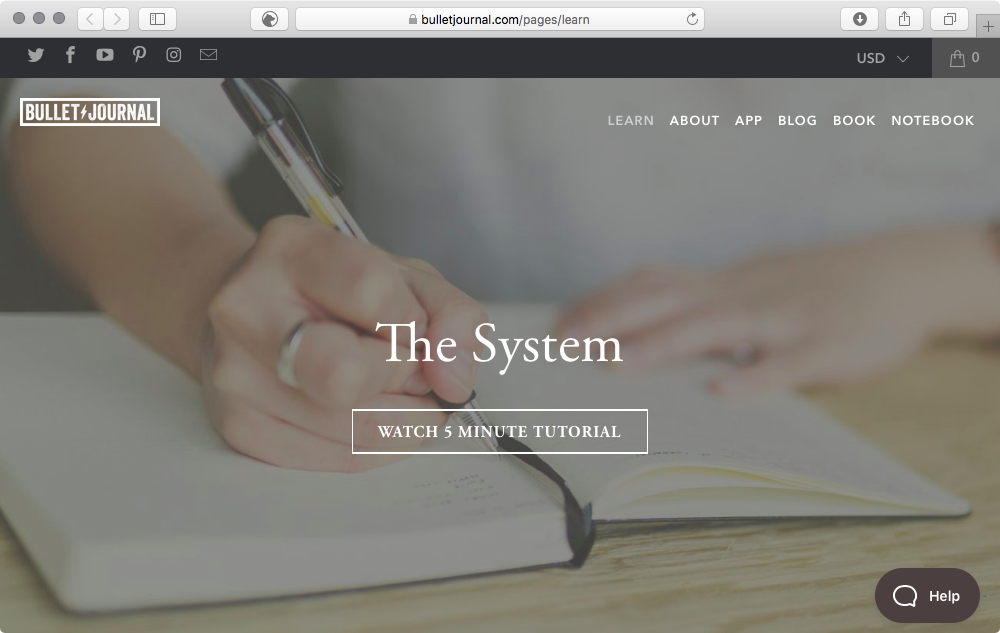 bulletjournal.com/pages/learn
USD
0
BULLET JOURNAL
LEARN ABOUT APP BLOG BOOK NOTEBOOK
The System
WATCH 5 MINUTE TUTORIAL
Help